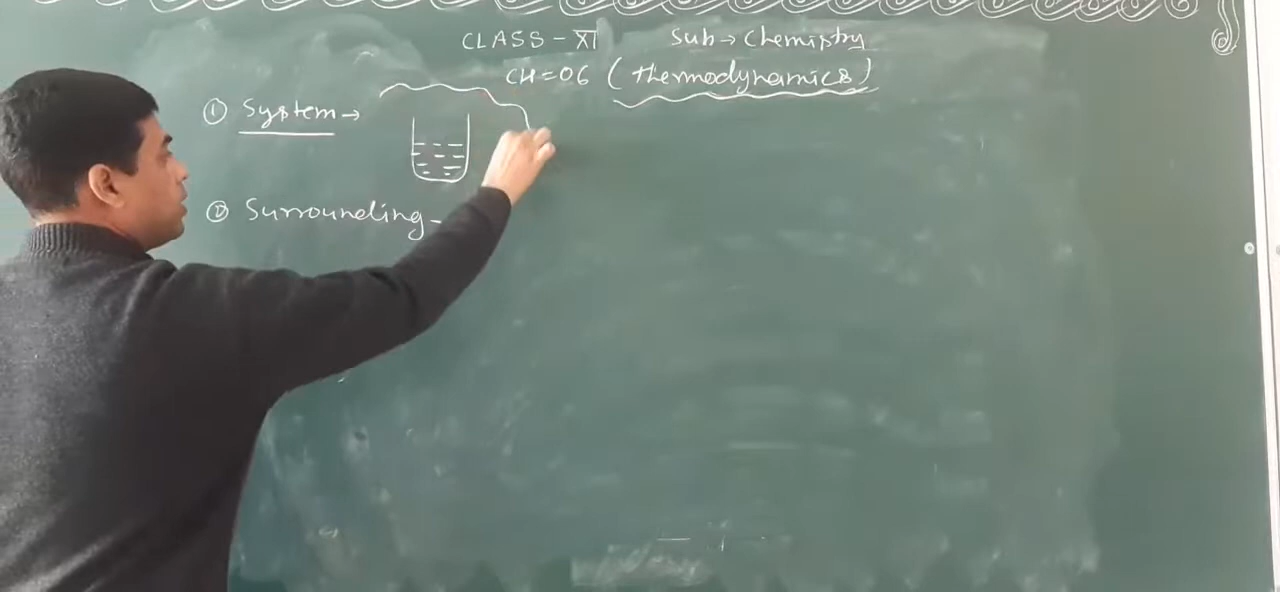 CLASS - XI Sub → Chemistry
CH = 06 (thermodynamics)
① System →
② Surrounding -